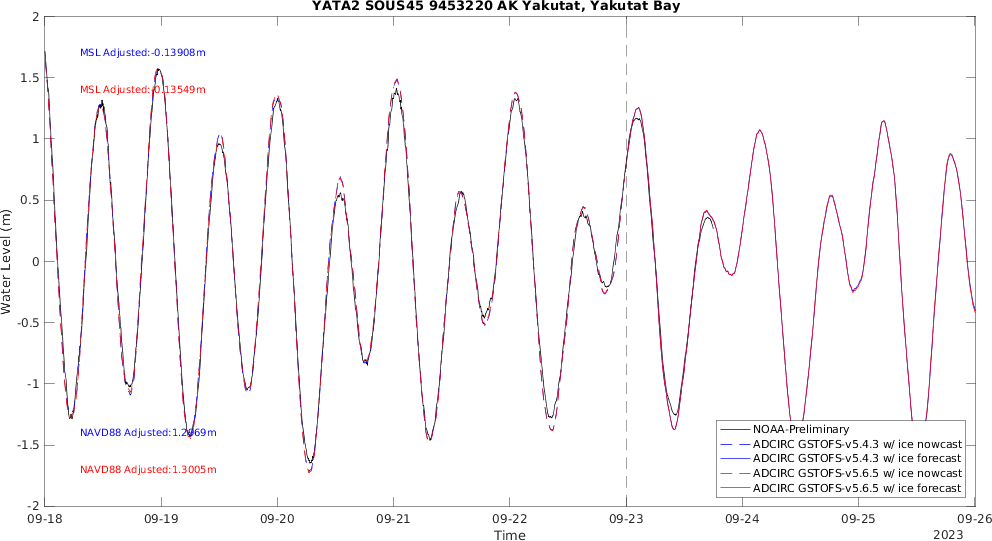 YATA2 SOUS45 9453220 AK Yakutat, Yakutat Bay
2
1.5
1
0.5
0
-0.5
-1
-1.5
-2
Water Level (m)
MSL Adjusted:-0.13908m
MSL Adjusted:-0.13549m
NAVD88 Adjusted:1.2969m
NAVD88 Adjusted:1.3005m
NOAA-Preliminary
ADCIRC GSTOFS-v5.4.3 w/ ice nowcast
ADCIRC GSTOFS-v5.4.3 w/ ice forecast
ADCIRC GSTOFS-v5.6.5 w/ ice nowcast
ADCIRC GSTOFS-v5.6.5 w/ ice forecast
09-18 09-19 09-20 09-21 09-22 09-23 09-24 09-25 09-26
Time
2023